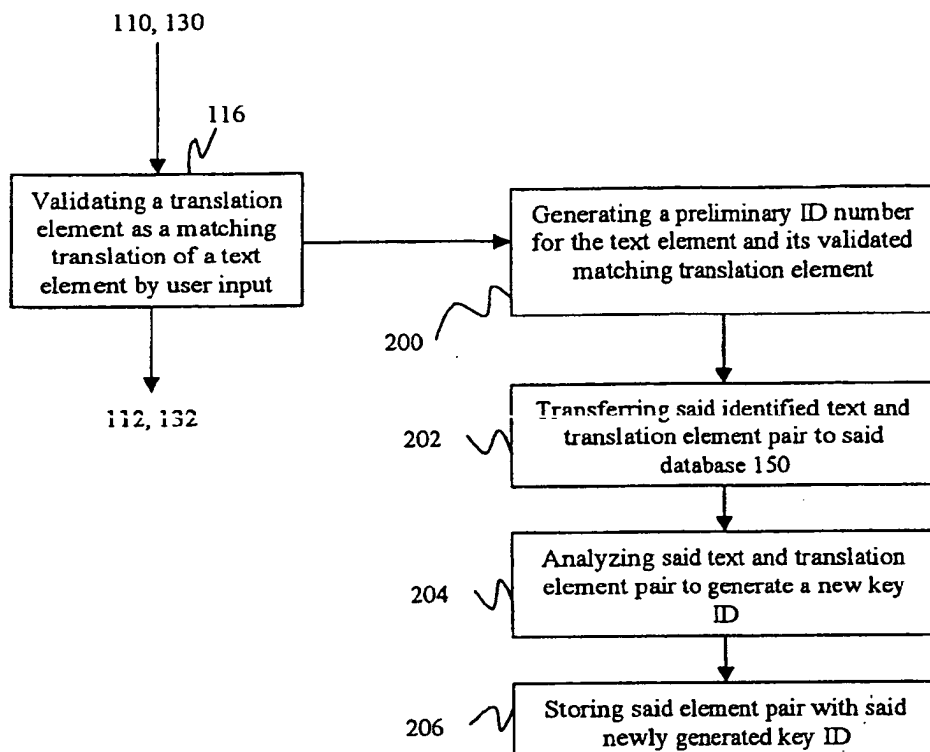 110, 130
116
Validating a translation
element as a matching
translation of a text
element by user input
112, 132
Generating a preliminary ID number
for the text element and its validated
matching translation element
200
Transferring said identified text and
translation element pair to said
database 150
202
Analyzing said text and translation
element pair to generate a new key
ID
204
Storing said element pair with said
newly generated key ID
206